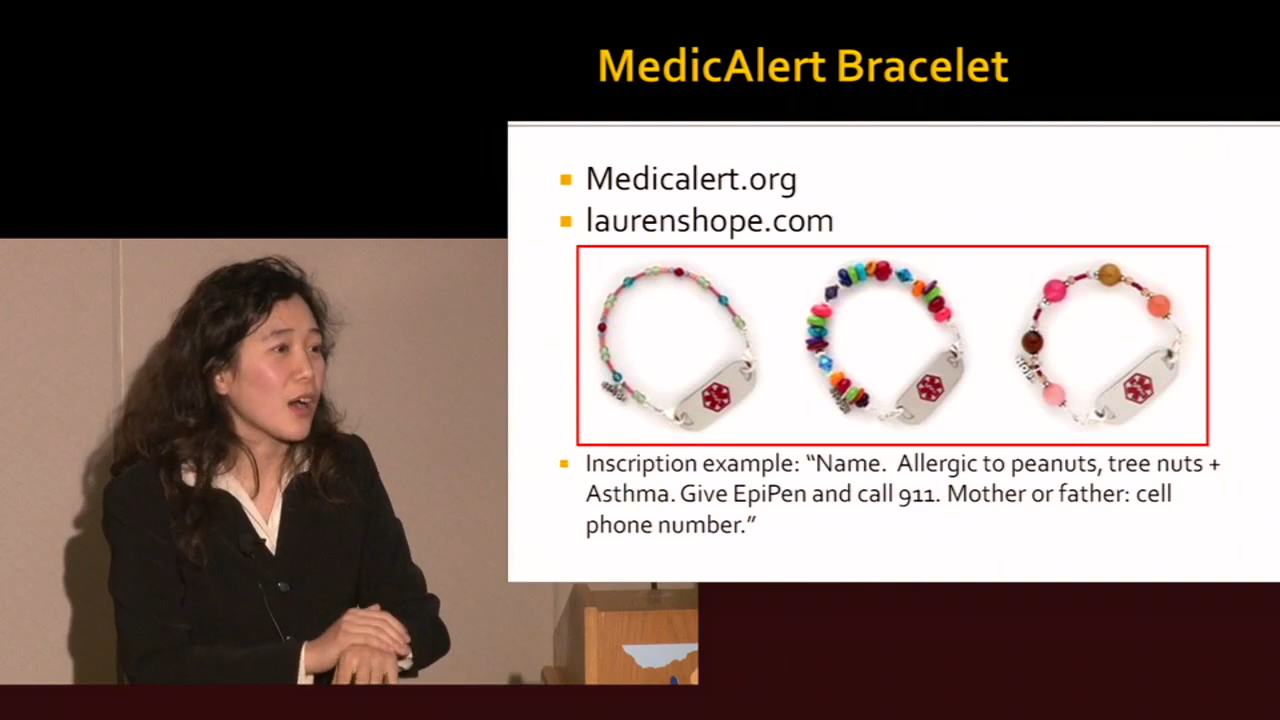 MedicAlert Bracelet
Medicalert.org
laurenshope.com
Inscription example: “Name.  Allergic to peanuts, tree nuts +
Asthma. Give EpiPen and call 911. Mother or father: cell
phone number.”